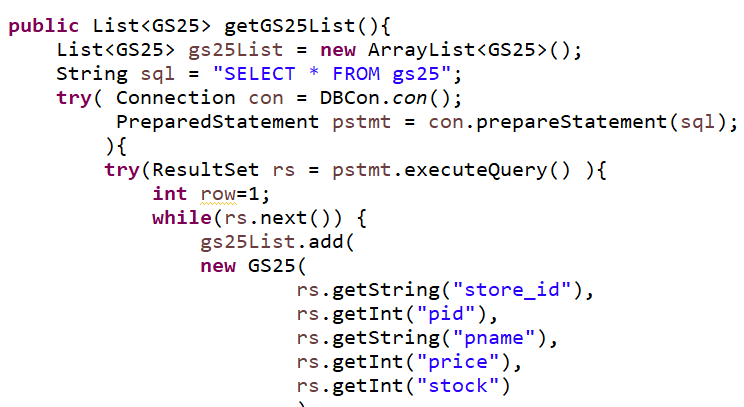 public List<GS25> getGS25List(){
List<GS25> gs25List = new ArrayList<GS25>();
String sql = "SELECT * FROM gs25";
try( Connection con = DBCon.con();
PreparedStatement pstmt = con.prepareStatement(sql);
){
try(ResultSet rs = pstmt.executeQuery() ){
int row=1;
while(rs.next()) {
gs25List.add(
new GS25(
rs.getString("store_id"),
rs.getInt("pid"),
rs.getString("pname"),
rs.getInt("price"),
rs.getInt("stock")